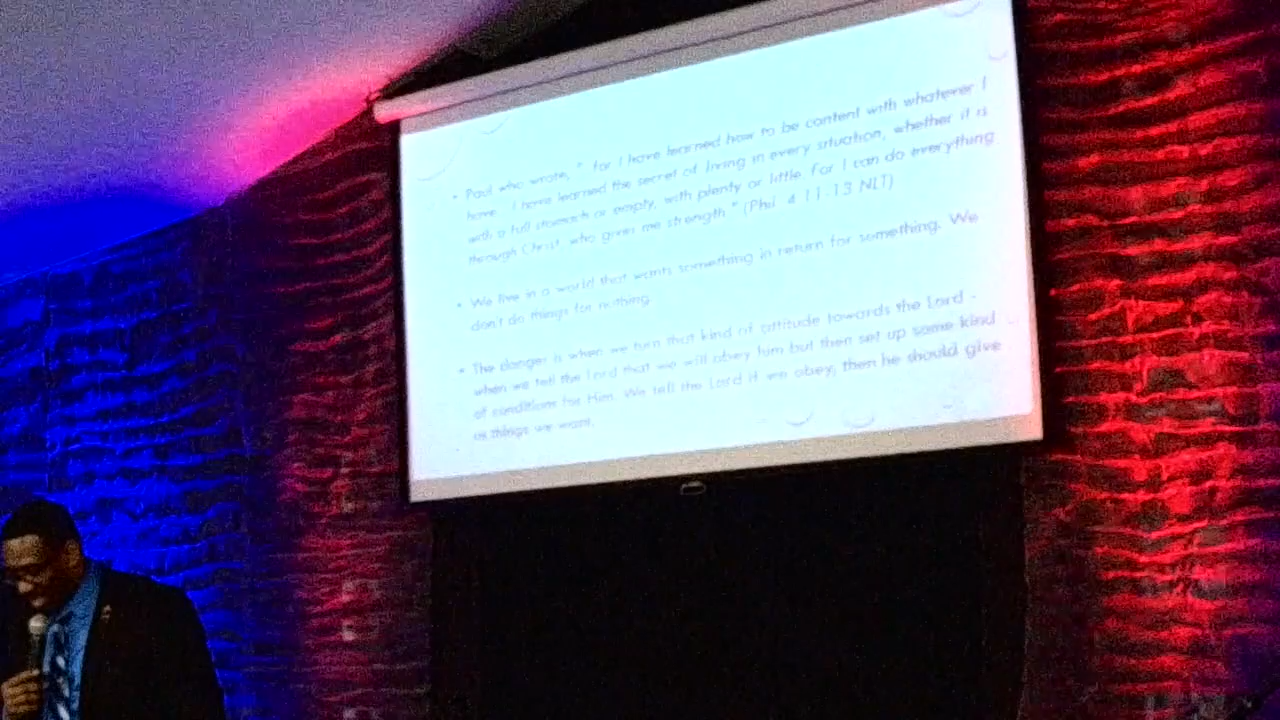 • Paul who wrote, " for I have learned how to be content with whatever I
have. I have learned the secret of living in every situation, whether it is
with a full stomach or empty, with plenty or little. For I can do everything
through Christ, who gives me strength." (Phil. 4 11-13 NLT)
• We live in a world that wants something in return for something. We
don't do things for nothing.
• The danger is when we turn that kind of attitude towards the Lord -
when we tell the Lord that we will obey him but then set up some kind
of conditions for Him. We tell the Lord if we obey, then he should give
us things we want.